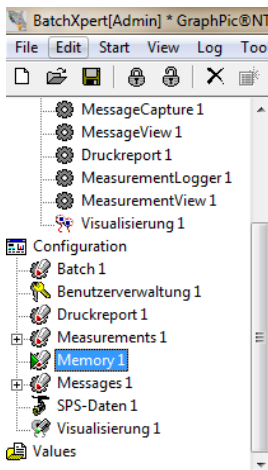 BatchXpert[Admin] * GraphPic®NT
File Edit Start View Log Too
MessageCapture 1
MessageView 1
Druckreport 1
MeasurementLogger 1
MeasurementView 1
Visualisierung 1
Configuration
Batch 1
Benutzerverwaltung 1
Druckreport 1
Measurements 1
Memory 1
Messages 1
SPS-Daten 1
Visualisierung 1
Values